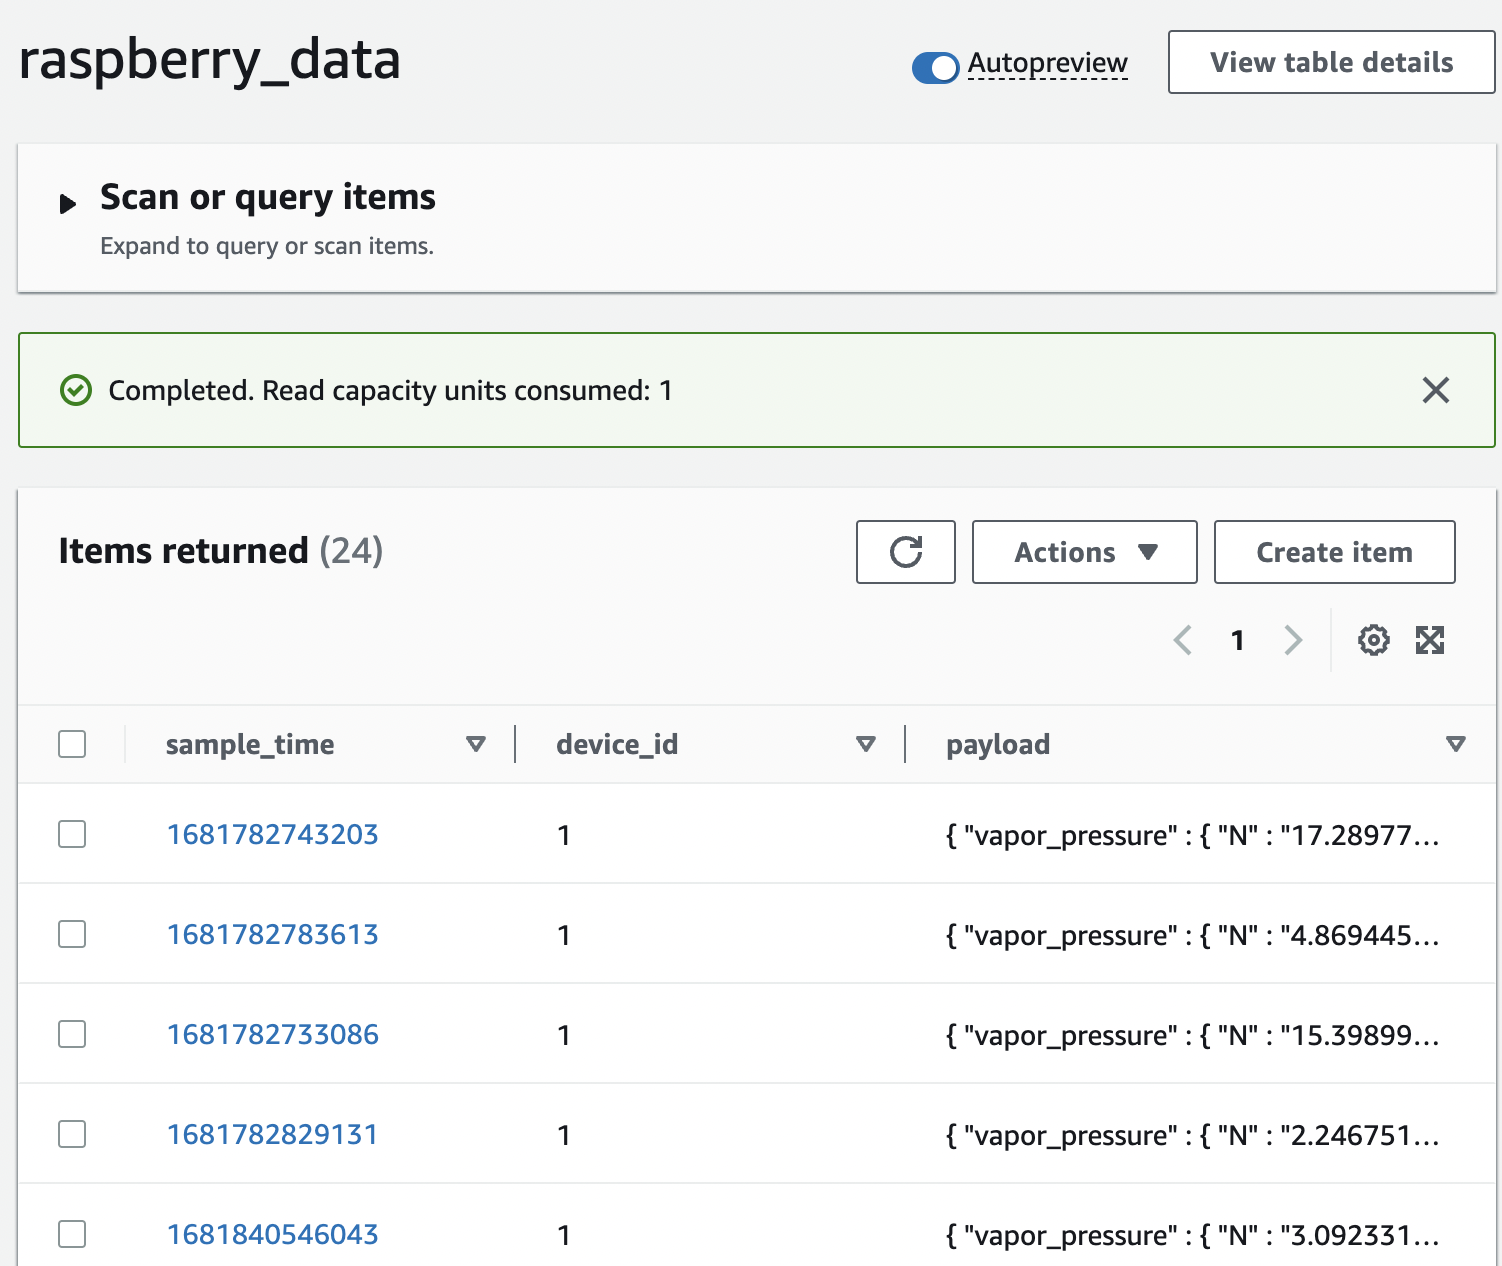 raspberry_data
Autopreview
View table details
Scan or query items
Expand to query or scan items.
Completed. Read capacity units consumed: 1
Items returned (24)
Actions
Create item
1
sample_time device_id payload
1681782743203 1 { "vapor_pressure" : { "N" : "17.28977...
1681782783613 1 { "vapor_pressure" : { "N" : "4.869445...
1681782733086 1 { "vapor_pressure" : { "N" : "15.39899...
1681782829131 1 { "vapor_pressure" : { "N" : "2.246751...
1681840546043 1 { "vapor_pressure" : { "N" : "3.092331...